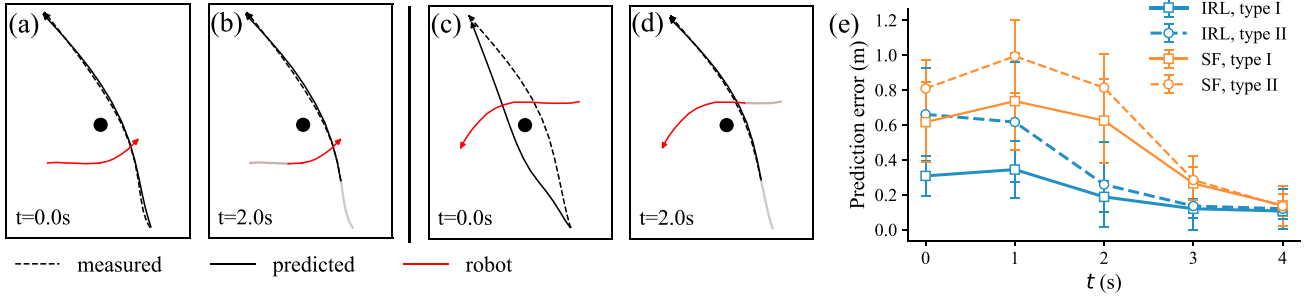 (a)
t=0.0s
(b)
t=2.0s
(c)
t=0.0s
(d)
t=2.0s
measured
predicted
robot
(e)
Prediction error (m)
1.2
1.0
0.8
0.6
0.4
0.2
0.0
0
1
2
3
4
t (s)
IRL, type I
IRL, type II
SF, type I
SF, type II